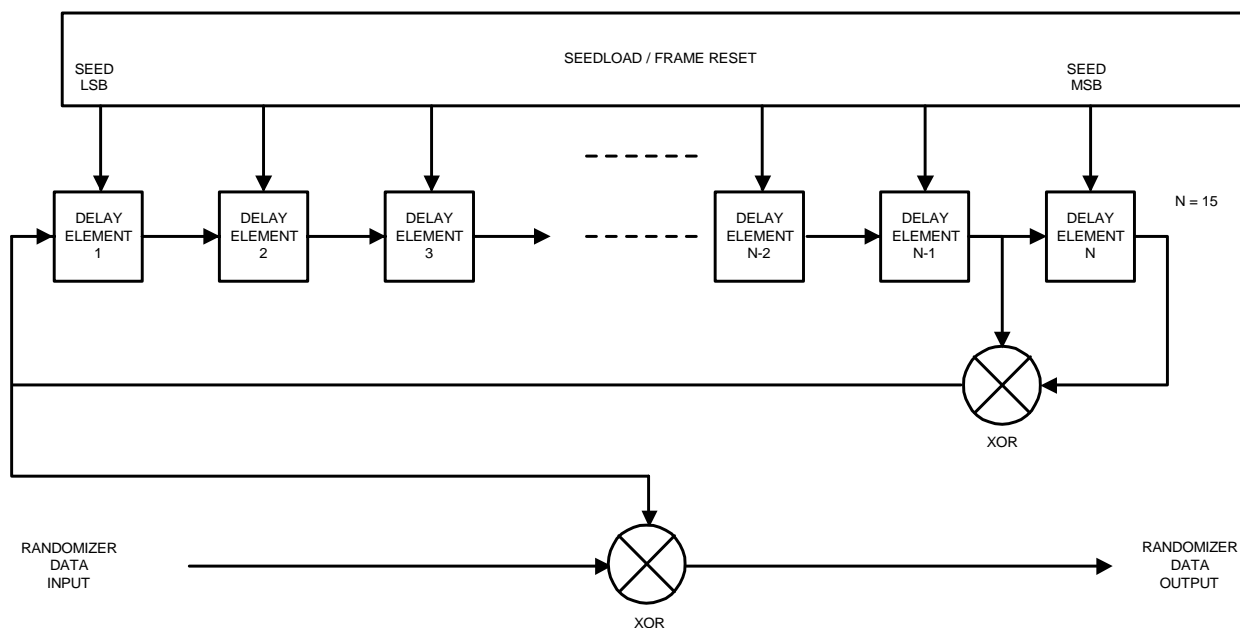 SEEDLOAD / FRAME RESET
SEED
LSB
SEED
MSB
DELAY
ELEMENT
1
DELAY
ELEMENT
2
DELAY
ELEMENT
3
DELAY
ELEMENT
N-2
DELAY
ELEMENT
N-1
DELAY
ELEMENT
N
N = 15
XOR
RANDOMIZER
DATA
INPUT
RANDOMIZER
DATA
OUTPUT
XOR